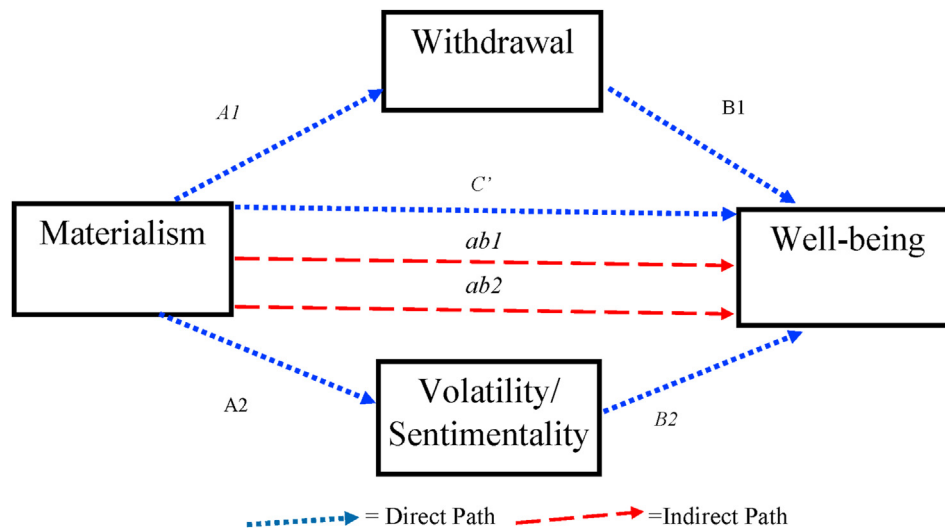 Withdrawal
A1
B1
C’
Materialism
ab1
Well-being
ab2
A2
Volatility/
Sentimentality
B2
= Direct Path
=Indirect Path